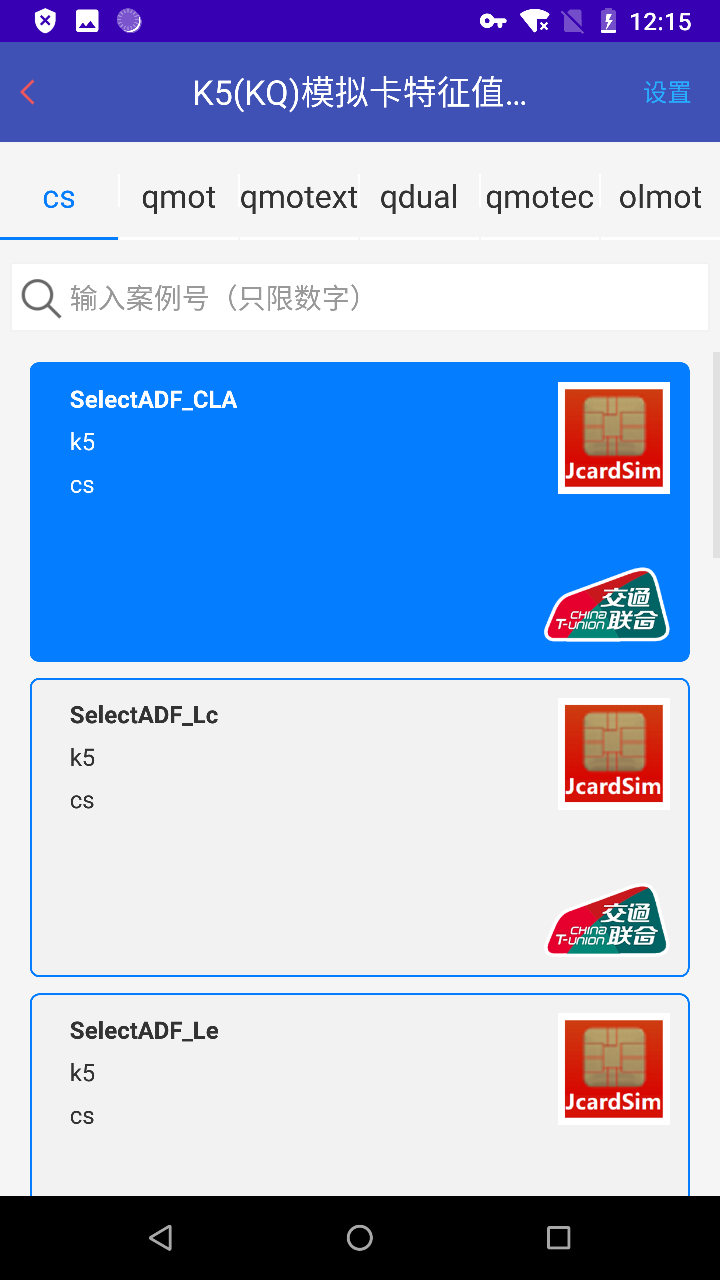 12:15
K5(KQ)模拟卡特征值...
设置
cs
qmot
qmotext
qdual
qmotec
olmot
输入案例号（只限数字）
SelectADF_CLA
k5
cs
JcardSim
交通
CHINA
T-UNION
联合
SelectADF_Lc
k5
cs
JcardSim
交通
CHINA
T-UNION
联合
SelectADF_Le
k5
cs
JcardSim